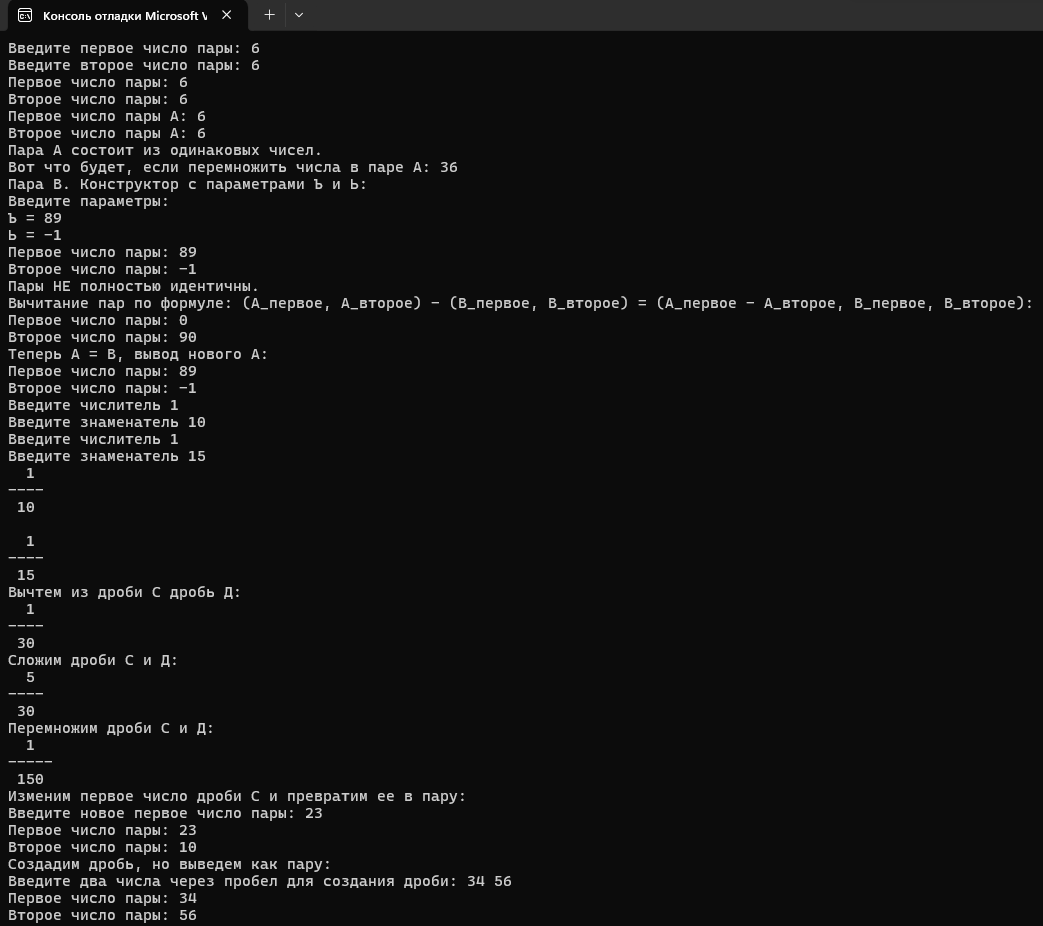 Консоль отладки Microsoft V
Введите первое число пары: 6
Введите второе число пары: 6
Первое число пары: 6
Второе число пары: 6
Первое число пары А: 6
Второе число пары А: 6
Пара А состоит из одинаковых чисел.
Вот что будет, если перемножить числа в паре А: 36
Пара В. Конструктор с параметрами Ъ и Ь:
Введите параметры:
Ъ = 89
Ь = -1
Первое число пары: 89
Второе число пары: -1
Пары НЕ полностью идентичны.
Вычитание пар по формуле: (А_первое, А_второе) - (В_первое, В_второе) = (А_первое - А_второе, В_первое, В_второе):
Первое число пары: 0
Второе число пары: 90
Теперь А = В, вывод нового А:
Первое число пары: 89
Второе число пары: -1
Введите числитель 1
Введите знаменатель 10
Введите числитель 1
Введите знаменатель 15
1
----
10
1
----
15
Вычтем из дроби С дробь Д:
1
----
30
Сложим дроби С и Д:
5
----
30
Перемножим дроби С и Д:
1
-----
150
Изменим первое число дроби С и превратим ее в пару:
Введите новое первое число пары: 23
Первое число пары: 23
Второе число пары: 10
Создадим дробь, но выведем как пару:
Введите два числа через пробел для создания дроби: 34 56
Первое число пары: 34
Второе число пары: 56